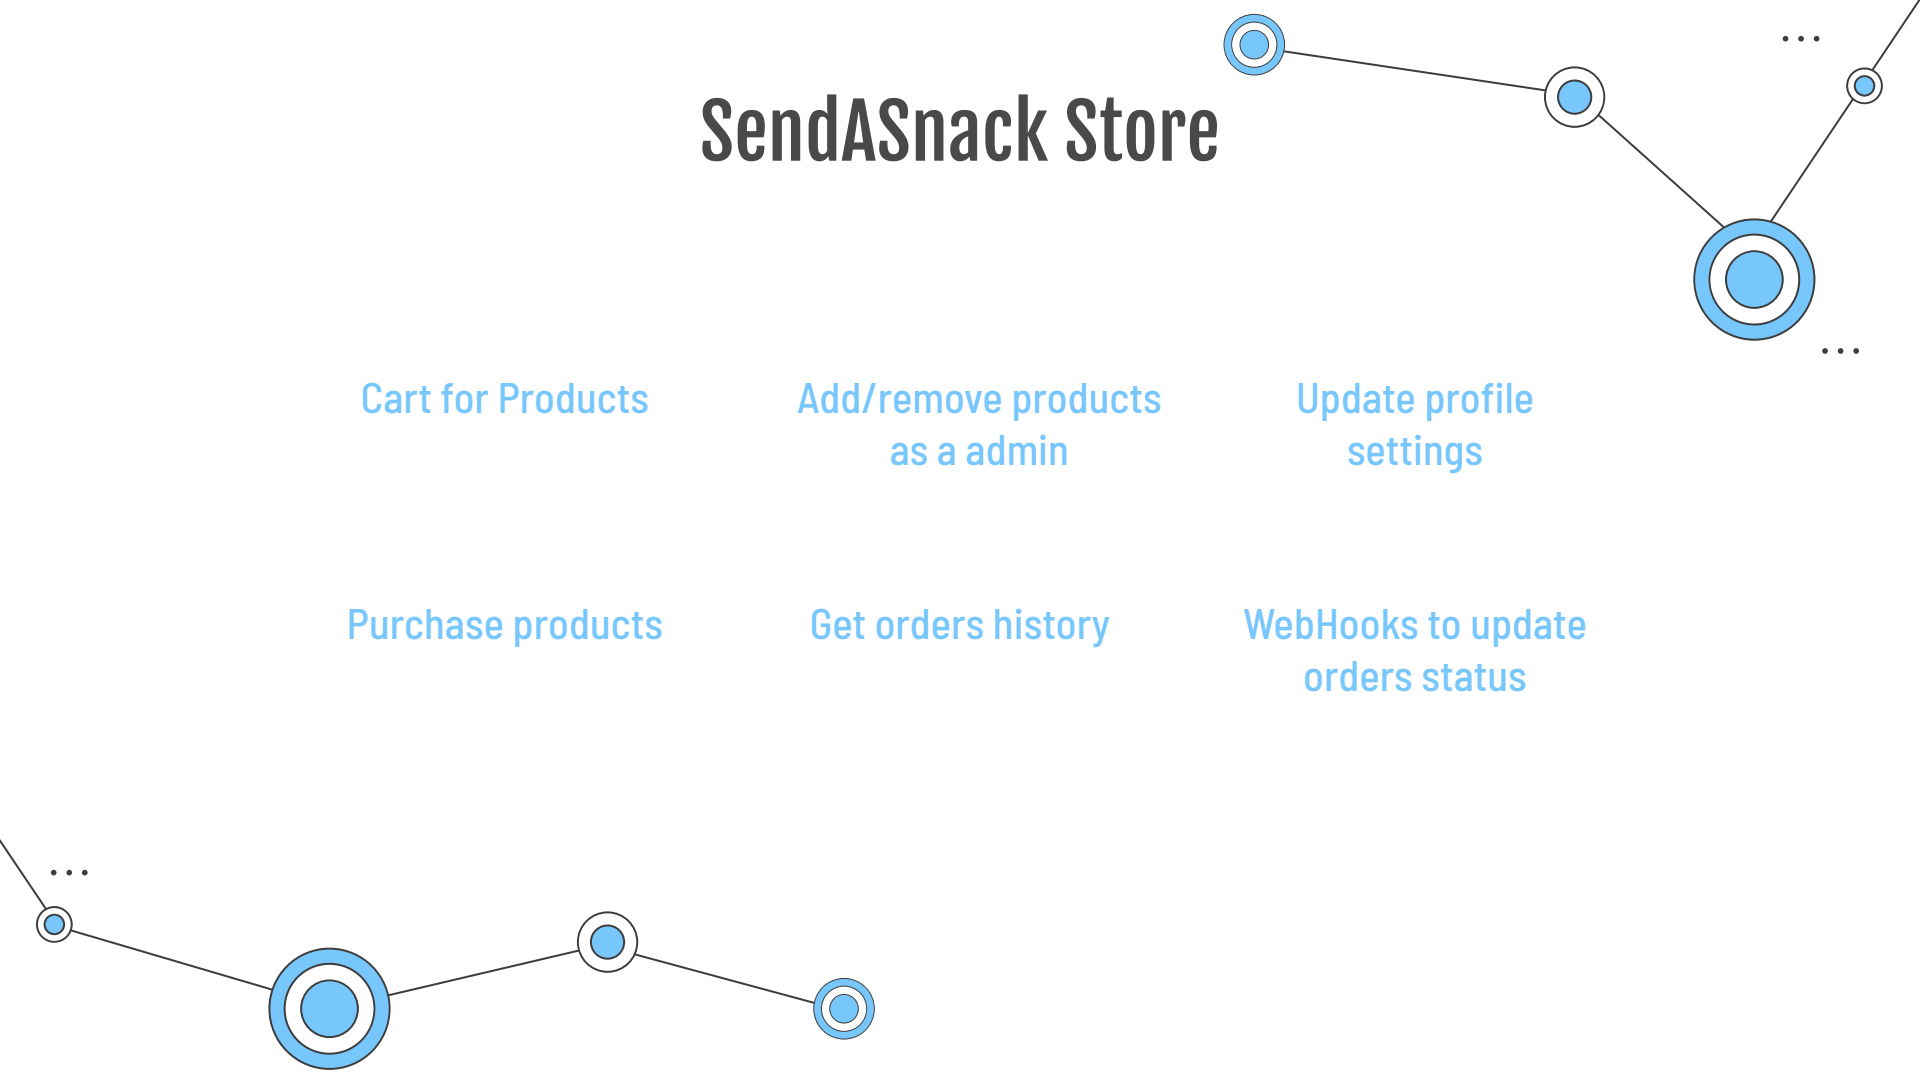 SendASnack Store
Cart for Products
Add/remove products
as a admin
Update profile
settings
Purchase products
Get orders history
WebHooks to update
orders status